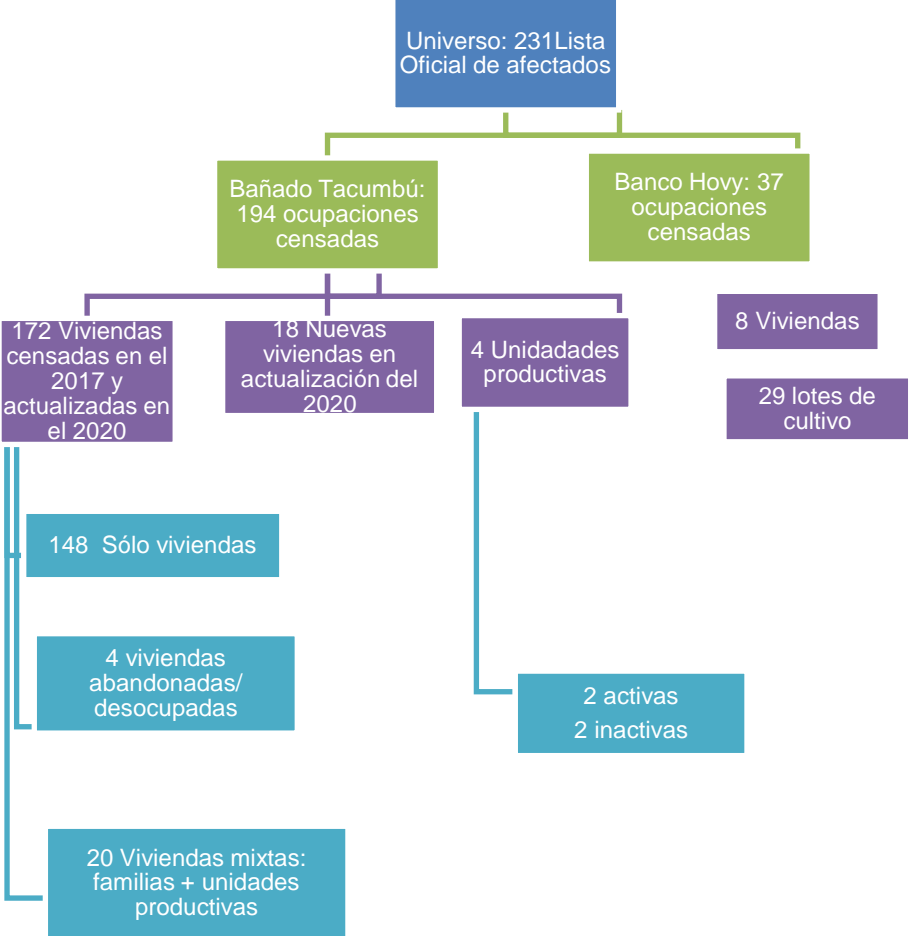 Universo: 231Lista
Oficial de afectados
Bañado Tacumbú:
194 ocupaciones
censadas
Banco Hovy: 37
ocupaciones
censadas
172 Viviendas
censadas en el
2017 y
actualizadas en
el 2020
18 Nuevas
viviendas en
actualización del
2020
4 Unidadades
productivas
8 Viviendas
29 lotes de
cultivo
148 Sólo viviendas
4 viviendas
abandonadas/
desocupadas
2 activas
2 inactivas
20 Viviendas mixtas:
familias + unidades
productivas